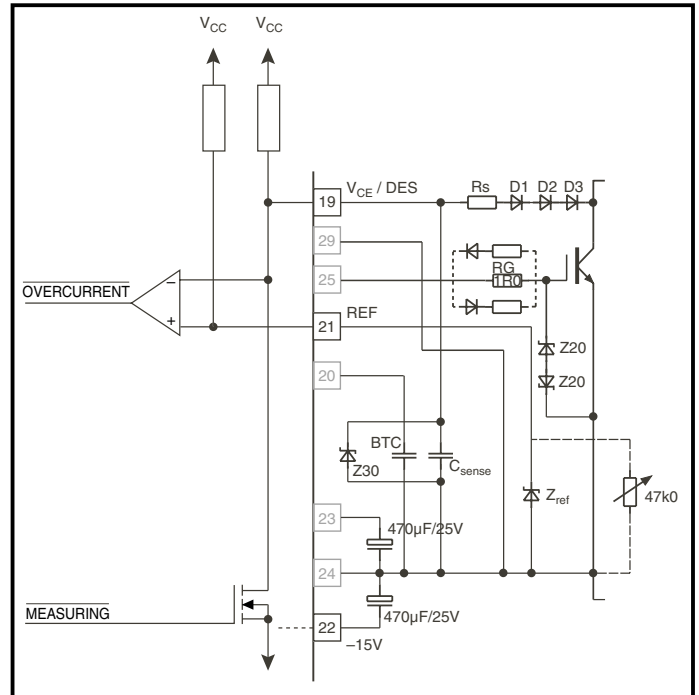 V_CC V_CC
19 V_CE / DES Rs D1 D2 D3
29
25 RG
1R0
OVERCURRENT
−
+
21 REF
Z20
Z20
20
BTC
Z30 C_sense
Z_ref 47k0
23
470µF/25V
24
MEASURING
470µF/25V
22
–15V